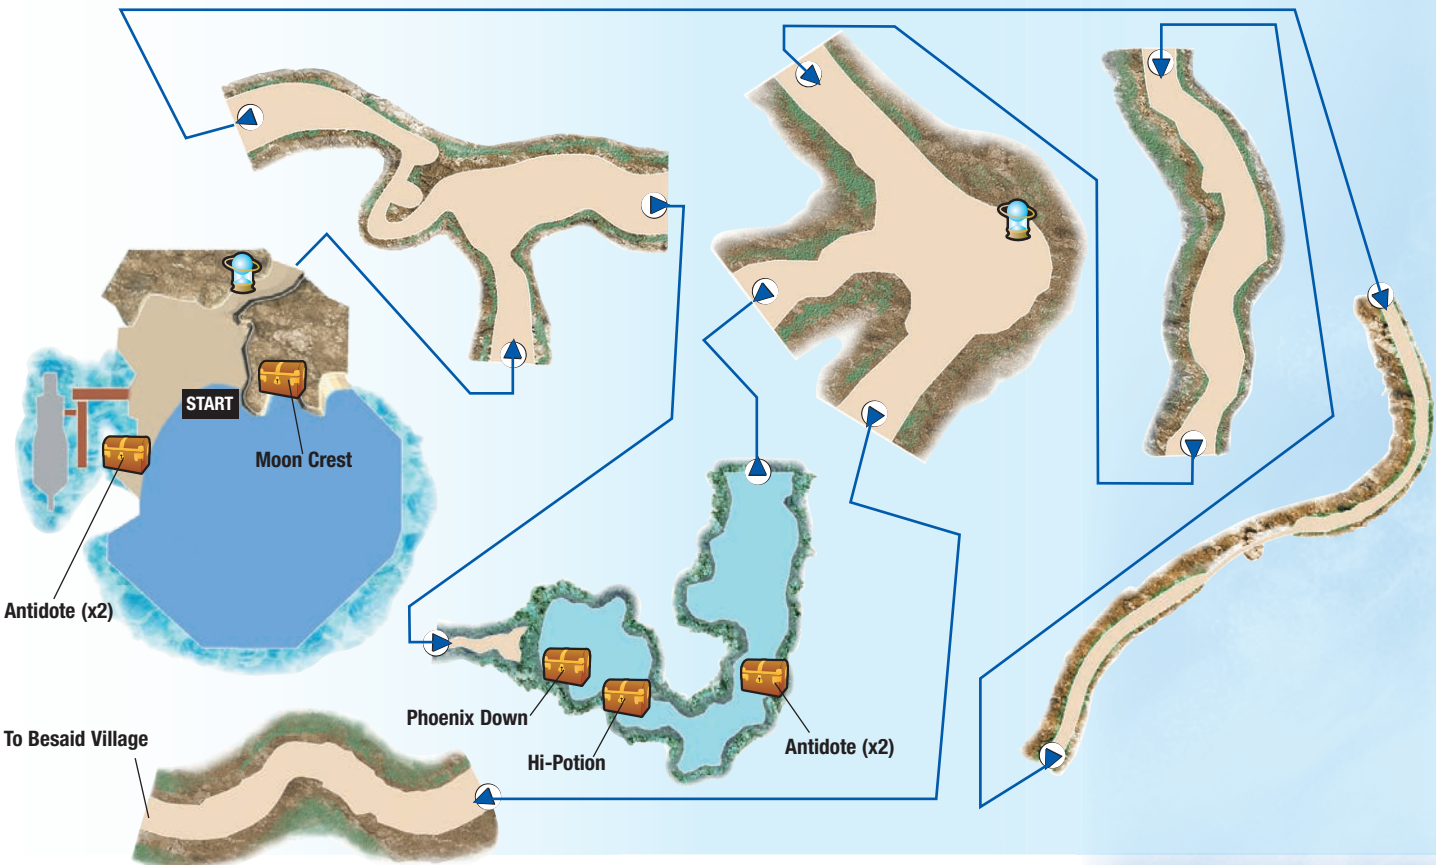 START
Moon Crest
Antidote (x2)
Phoenix Down
Hi-Potion
Antidote (x2)
To Besaid Village